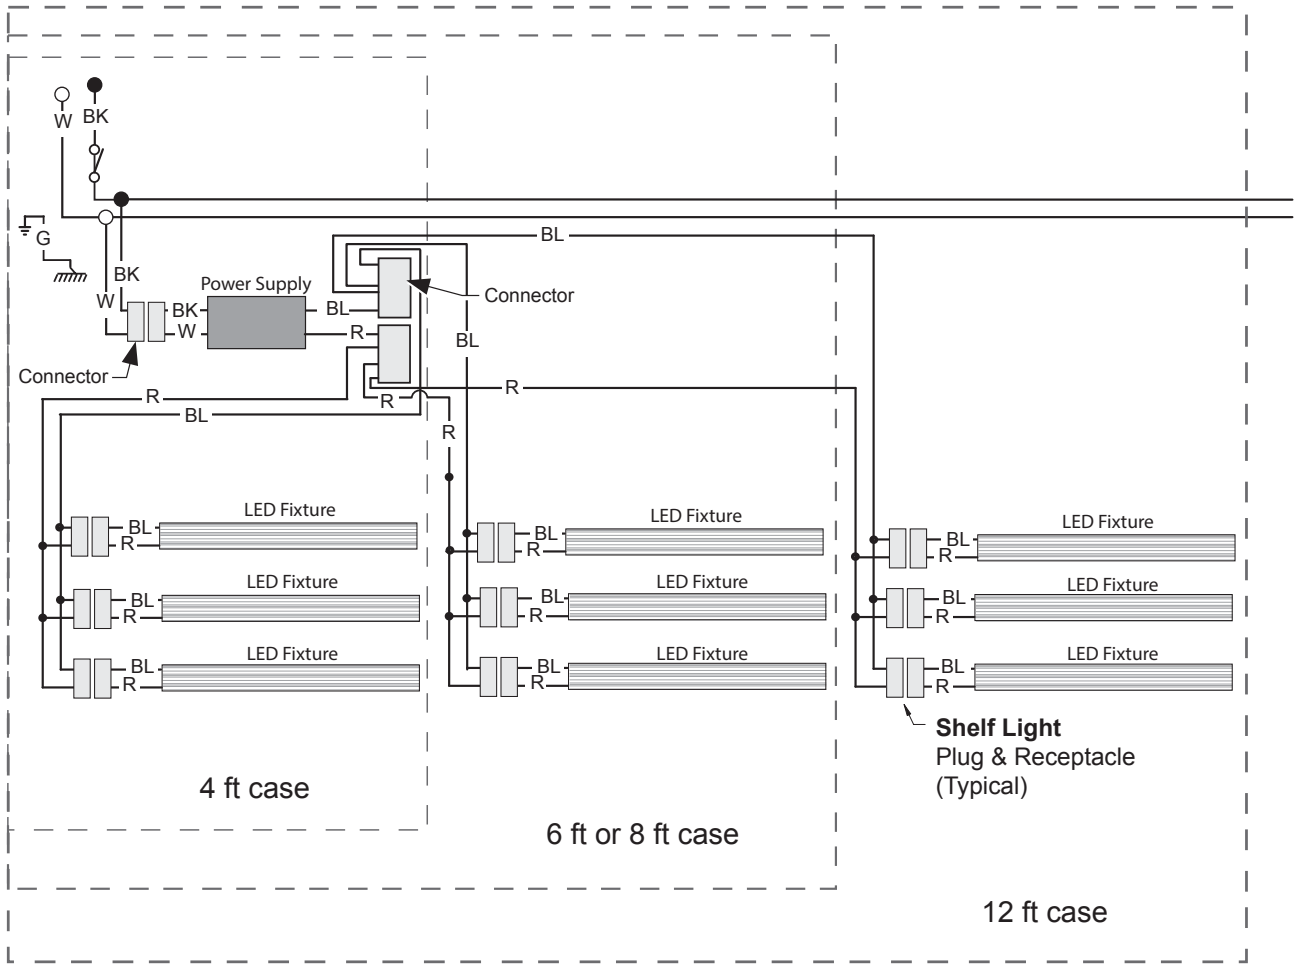 W
BK
G
BK
W
BK
W
Power Supply
BL
R
Connector
BL
Connector
BL
R
BL
R
R
R
LED Fixture
BL
R
LED Fixture
BL
R
LED Fixture
BL
R
LED Fixture
BL
R
LED Fixture
BL
R
LED Fixture
BL
R
LED Fixture
BL
R
LED Fixture
BL
R
LED Fixture
BL
R
Shelf Light
Plug & Receptacle
(Typical)
4 ft case
6 ft or 8 ft case
12 ft case